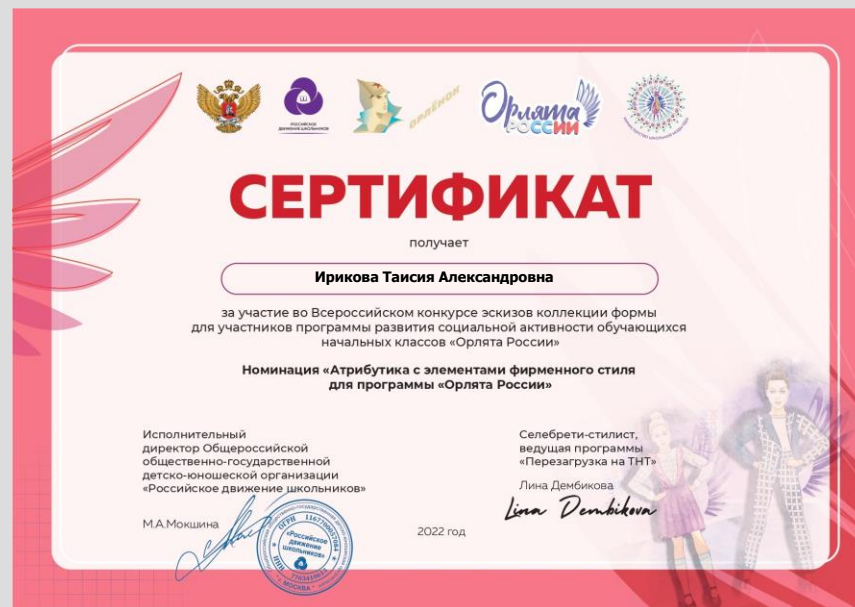 РОССИЙСКОЕ
ДВИЖЕНИЕ ШКОЛЬНИКОВ
ОРЛЁНОК
Орлята
РОССИИ
СЕРТИФИКАТ
получает
Ирикова Таисия Александровна
за участие во Всероссийском конкурсе эскизов коллекции формы
для участников программы развития социальной активности обучающихся
начальных классов «Орлята России»
Номинация «Атрибутика с элементами фирменного стиля
для программы «Орлята России»
Исполнительный
директор Общероссийской
общественно-государственной
детско-юношеской организации
«Российское движение школьников»
М.А.Мокшина
«Российское
движение
школьников»
2022 год
Селебрети-стилист,
ведущая программы
«Перезагрузка на ТНТ»
Лина Дембикова
Lina Dembikova